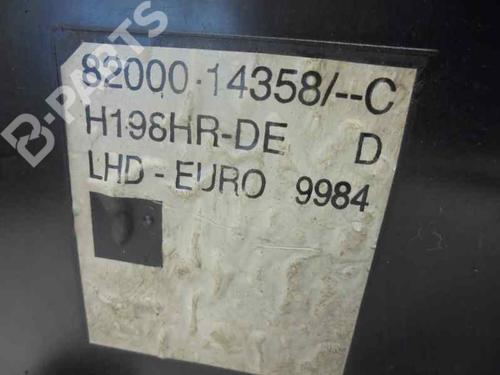 B-PARTS
82000-14358/--C
H198HR-DE D
LHD - EURO 9984